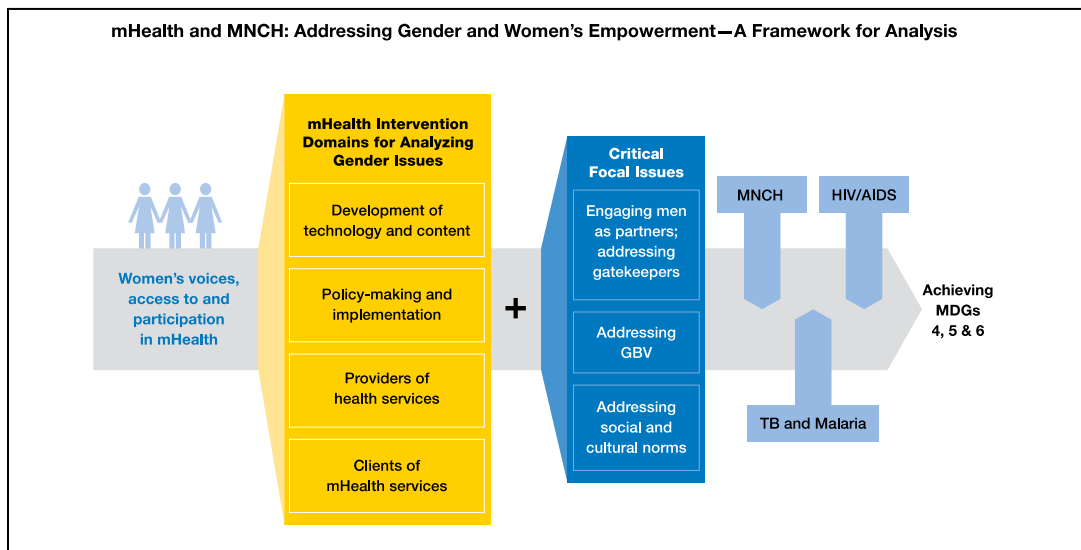 mHealth and MNCH: Addressing Gender and Women’s Empowerment—A Framework for Analysis
Women’s voices,
access to and
participation
in mHealth
mHealth Intervention
Domains for Analyzing
Gender Issues
Development of
technology and content
Policy-making and
implementation
Providers of
health services
Clients of
mHealth services
+
Critical
Focal Issues
Engaging men
as partners;
addressing
gatekeepers
Addressing
GBV
Addressing
social and
cultural norms
MNCH
HIV/AIDS
TB and Malaria
Achieving
MDGs
4, 5 & 6